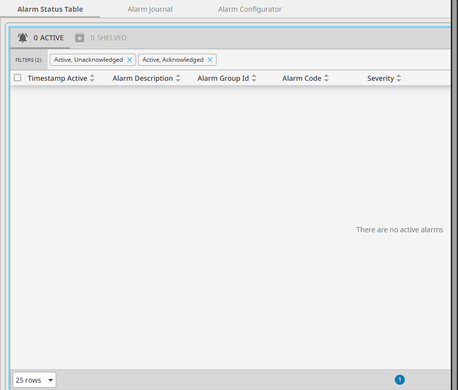 Alarm Status Table Alarm Journal Alarm Configurator
0 ACTIVE 0 SHELVED
FILTERS (2): Active, Unacknowledged Active, Acknowledged
Timestamp Active Alarm Description Alarm Group Id Alarm Code Severity
There are no active alarms
25 rows 1